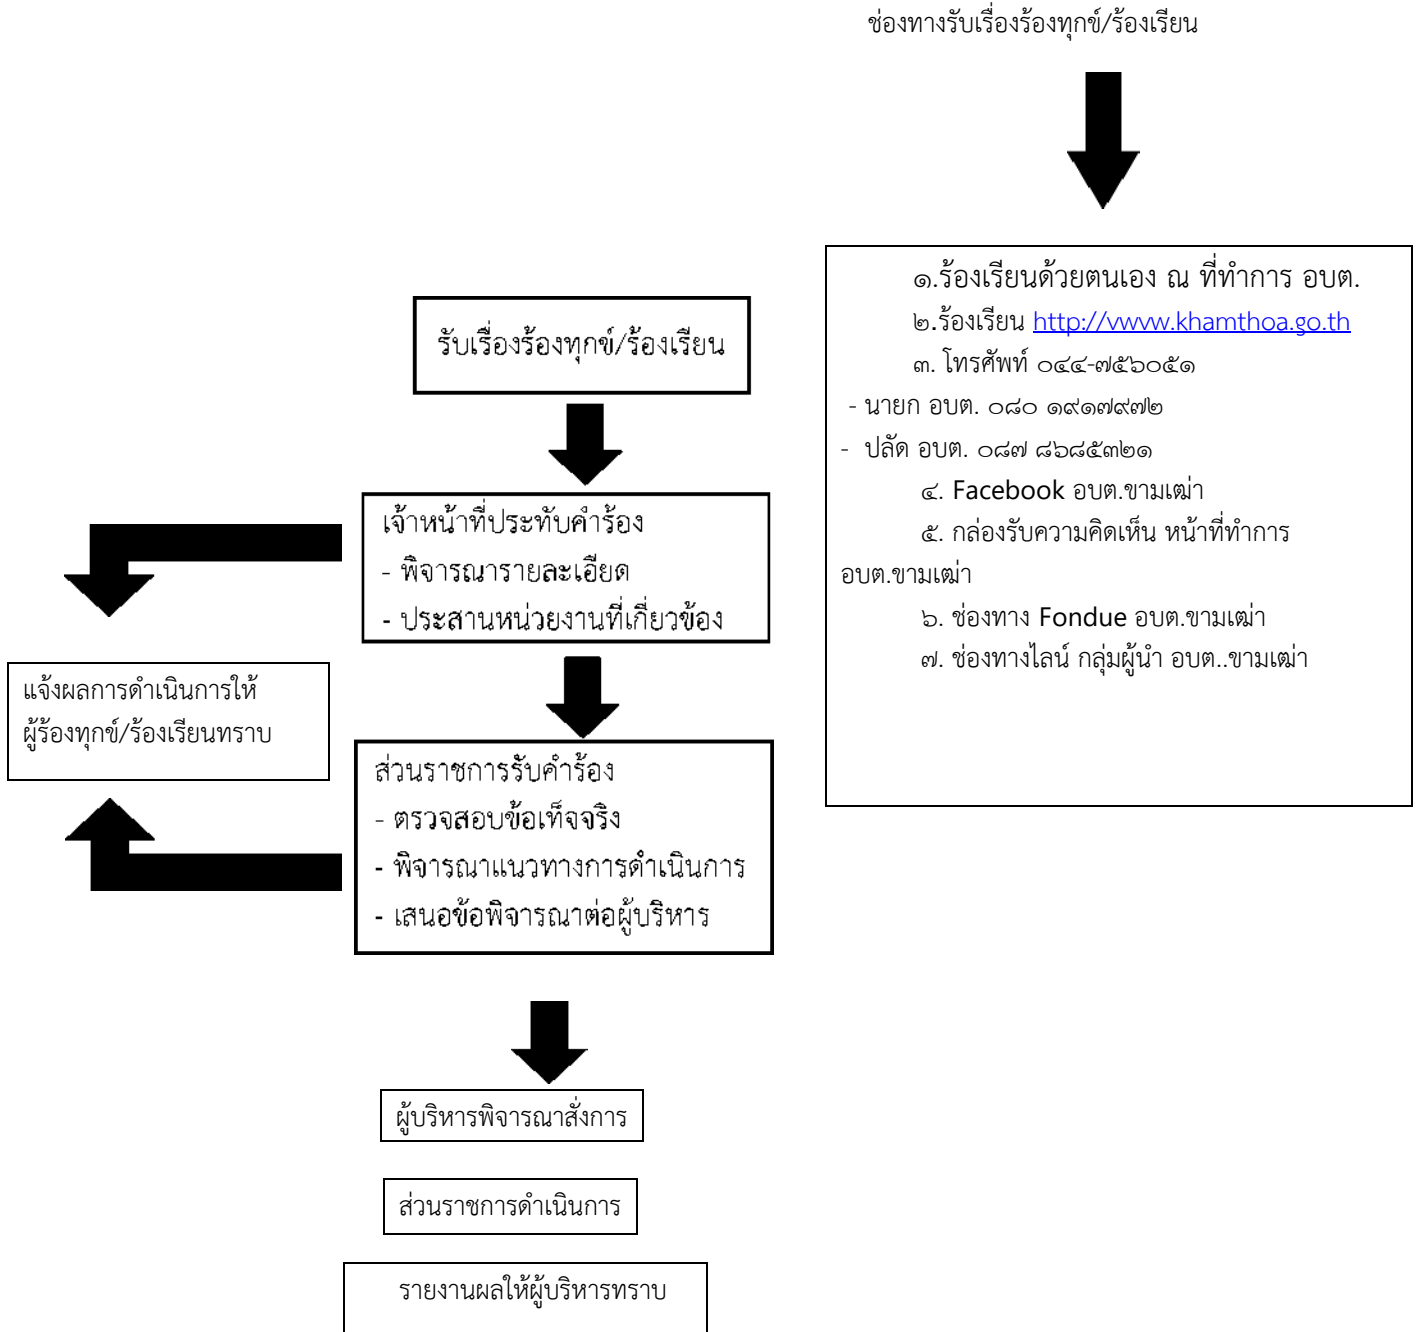 ช่องทางรับเรื่องร้องทุกข์/ร้องเรียน
๑.ร้องเรียนด้วยตนเอง ณ ที่ทำการ อบต.
๒.ร้องเรียน http://vwvw.khamthoa.go.th
๓. โทรศัพท์ ๐๔๔-๗๕๖๐๕๑
- นายก อบต. ๐๘๐ ๑๙๑๗๙๗๒
- ปลัด อบต. ๐๘๗ ๘๖๘๕๓๒๑
๔. Facebook อบต.ขามเฒ่า
๕. กล่องรับความคิดเห็น หน้าที่ทำการ
อบต.ขามเฒ่า
๖. ช่องทาง Fondue อบต.ขามเฒ่า
๗. ช่องทางไลน์ กลุ่มผู้นำ อบต..ขามเฒ่า
รับเรื่องร้องทุกข์/ร้องเรียน
เจ้าหน้าที่ประทับคำร้อง
- พิจารณารายละเอียด
- ประสานหน่วยงานที่เกี่ยวข้อง
แจ้งผลการดำเนินการให้
ผู้ร้องทุกข์/ร้องเรียนทราบ
ส่วนราชการรับคำร้อง
- ตรวจสอบข้อเท็จจริง
- พิจารณาแนวทางการดำเนินการ
- เสนอข้อพิจารณาต่อผู้บริหาร
ผู้บริหารพิจารณาสั่งการ
ส่วนราชการดำเนินการ
รายงานผลให้ผู้บริหารทราบ